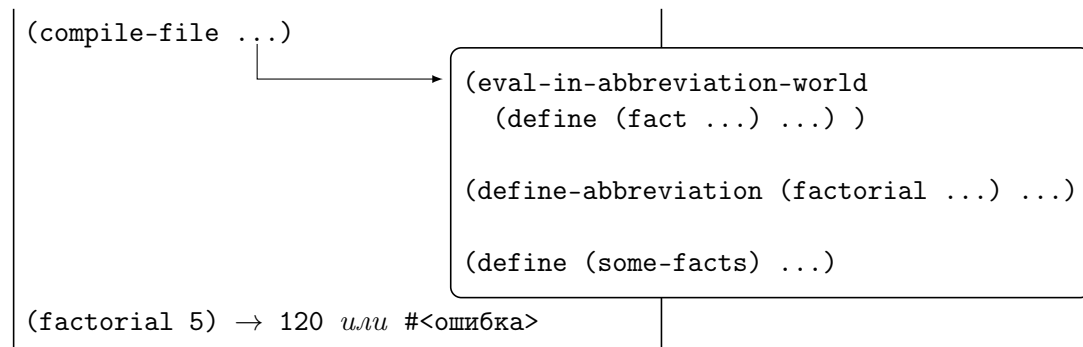 (compile-file ...)
(eval-in-abbreviation-world
(define (fact ...) ...) )
(define-abbreviation (factorial ...) ...)
(define (some-facts) ...)
(factorial 5) → 120 или #<ошибка>